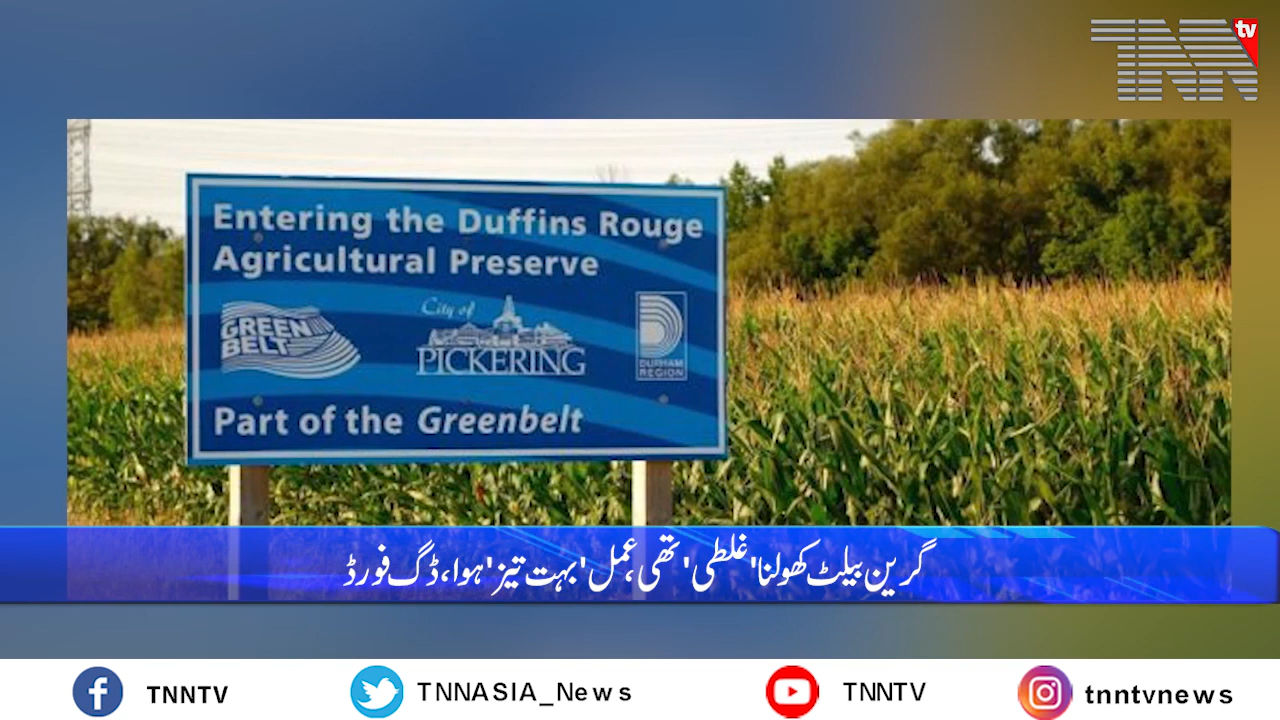 TNN tv
Entering the Duffins Rouge
Agricultural Preserve
GREEN
BELT
City of
PICKERING
DURHAM
REGION
Part of the Greenbelt
گرین بیلٹ کھولنا 'غلطی' تھی، عمل 'بہت تیز' ہوا، ڈگ فورڈ
TNNTV
TNNASIA_News
TNNTV
tnntvnews